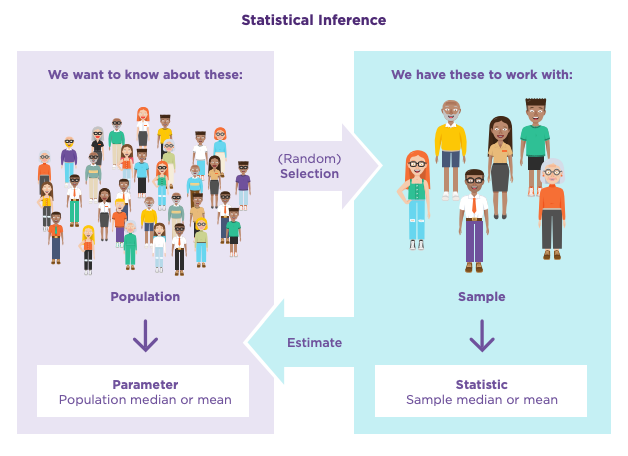 Statistical Inference
We want to know about these:
We have these to work with:
(Random)
Selection
Population
Sample
Estimate
Parameter
Population median or mean
Statistic
Sample median or mean